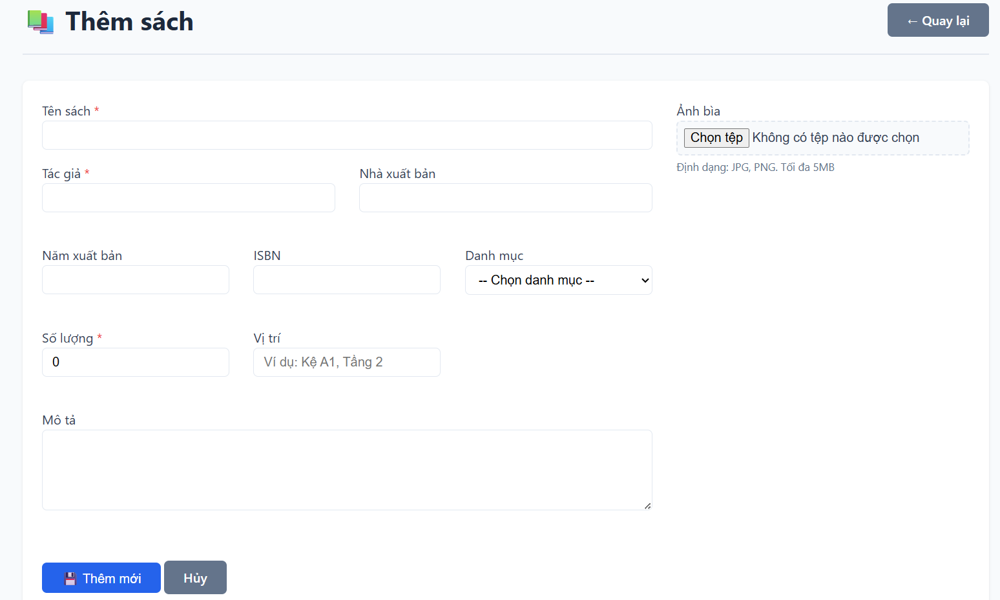 Thêm sách
← Quay lại
Tên sách *
Ảnh bìa
Chọn tệp Không có tệp nào được chọn
Định dạng: JPG, PNG. Tối đa 5MB
Tác giả * Nhà xuất bản
Năm xuất bản ISBN Danh mục
-- Chọn danh mục --
Số lượng * Vị trí
0 Ví dụ: Kệ A1, Tầng 2
Mô tả
Thêm mới Hủy